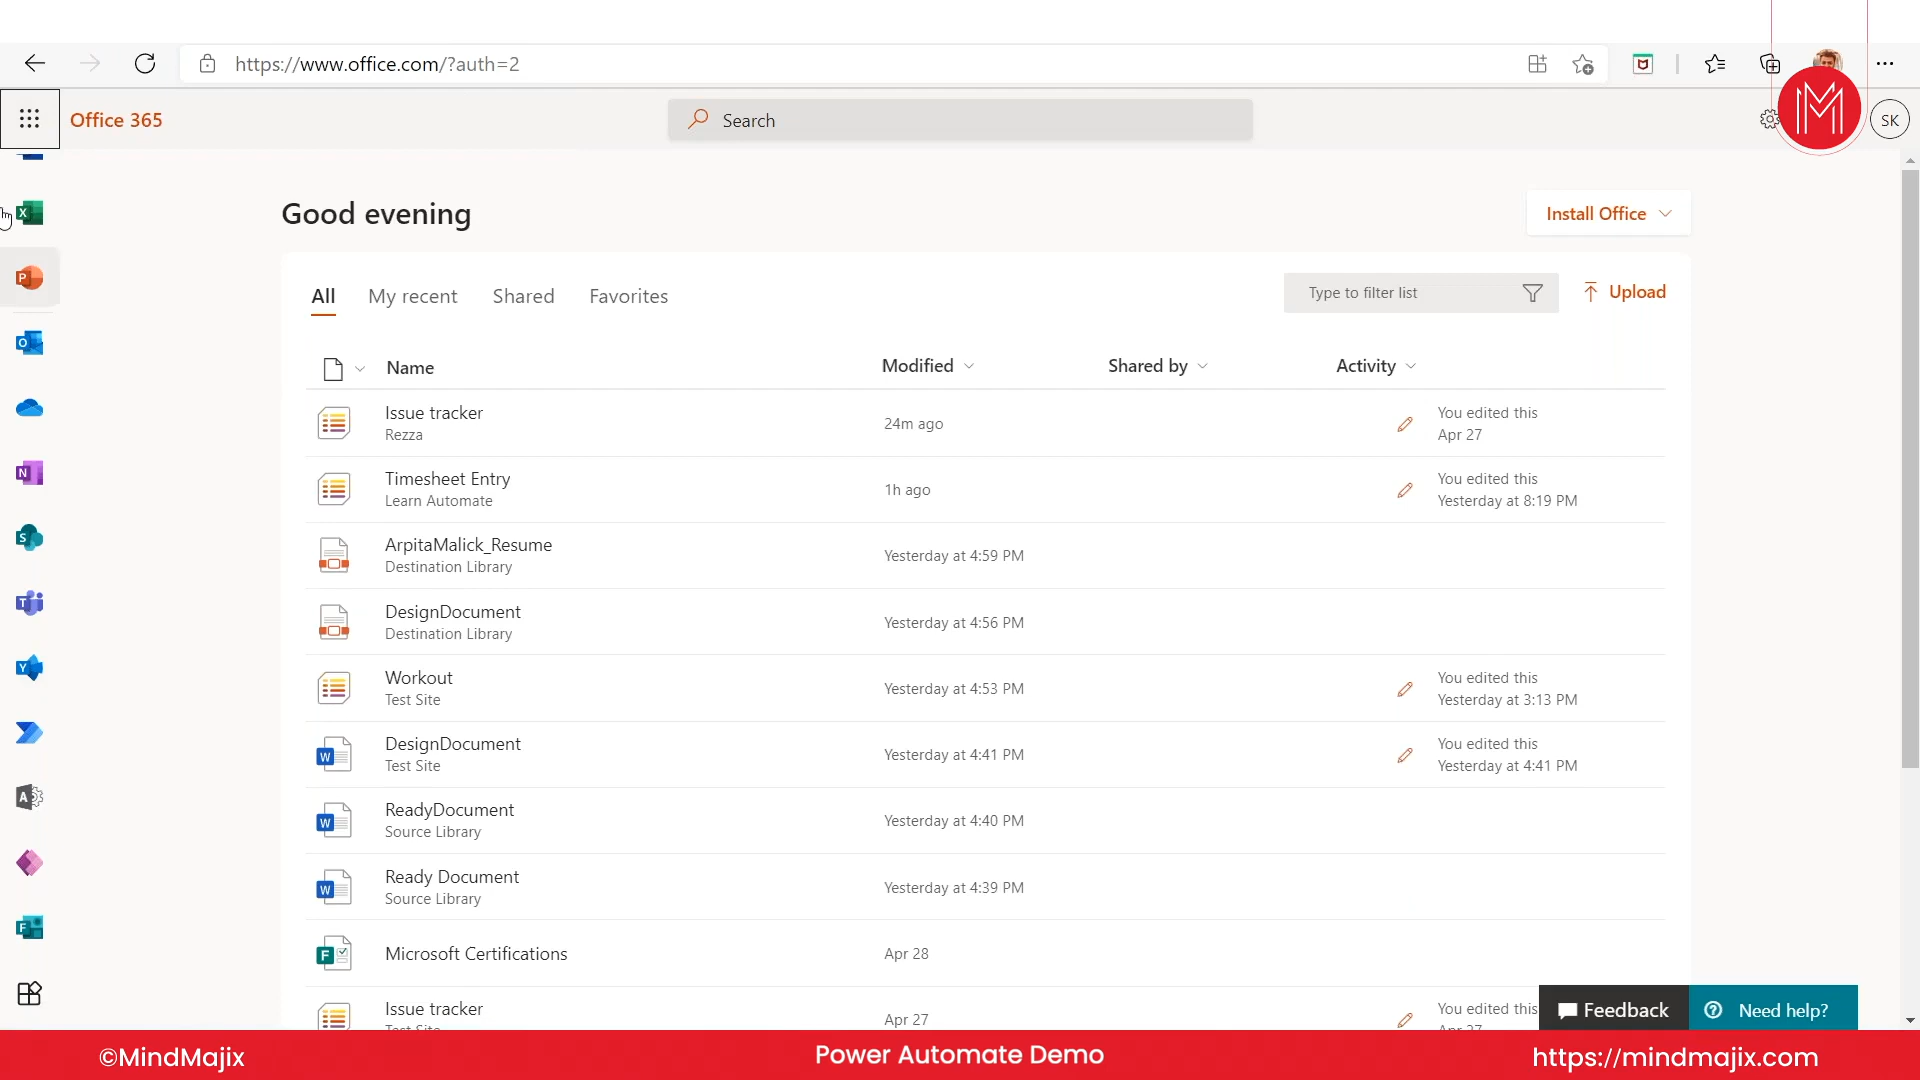 https://www.office.com/?auth=2
Office 365
Search
M
SK
Good evening
Install Office
All
My recent
Shared
Favorites
Type to filter list
Upload
Name
Modified
Shared by
Activity
Issue tracker
Rezza
24m ago
You edited this
Apr 27
Timesheet Entry
Learn Automate
1h ago
You edited this
Yesterday at 8:19 PM
ArpitaMalick_Resume
Destination Library
Yesterday at 4:59 PM
DesignDocument
Destination Library
Yesterday at 4:56 PM
Workout
Test Site
Yesterday at 4:53 PM
You edited this
Yesterday at 3:13 PM
DesignDocument
Test Site
Yesterday at 4:41 PM
You edited this
Yesterday at 4:41 PM
ReadyDocument
Source Library
Yesterday at 4:40 PM
Ready Document
Source Library
Yesterday at 4:39 PM
Microsoft Certifications
Apr 28
Issue tracker
Test Site
Apr 27
You edited this
Apr 27
Feedback
Need help?
©MindMajix
Power Automate Demo
https://mindmajix.com